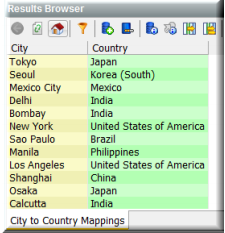 Results Browser
City Country
Tokyo Japan
Seoul Korea (South)
Mexico City Mexico
Delhi India
Bombay India
New York United States of America
Sao Paulo Brazil
Manila Philippines
Los Angeles United States of America
Shanghai China
Osaka Japan
Calcutta India
City to Country Mappings